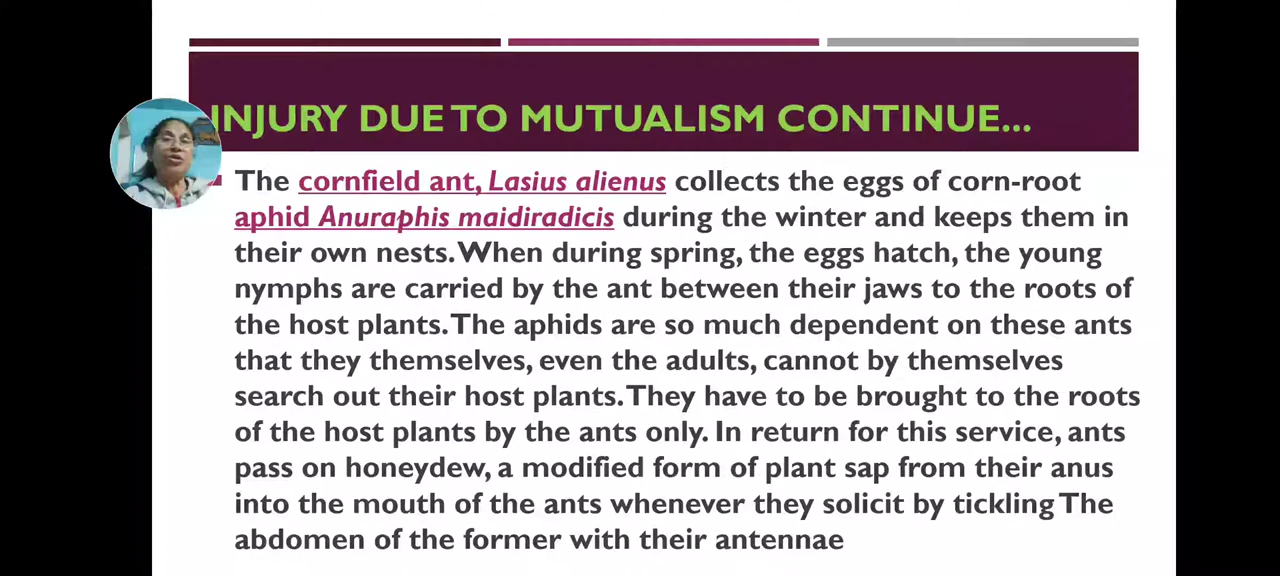 INJURY DUE TO MUTUALISM CONTINUE...
The cornfield ant, Lasius alienus collects the eggs of corn-root
aphid Anuraphis maidiradicis during the winter and keeps them in
their own nests. When during spring, the eggs hatch, the young
nymphs are carried by the ant between their jaws to the roots of
the host plants. The aphids are so much dependent on these ants
that they themselves, even the adults, cannot by themselves
search out their host plants. They have to be brought to the roots
of the host plants by the ants only. In return for this service, ants
pass on honeydew, a modified form of plant sap from their anus
into the mouth of the ants whenever they solicit by tickling The
abdomen of the former with their antennae